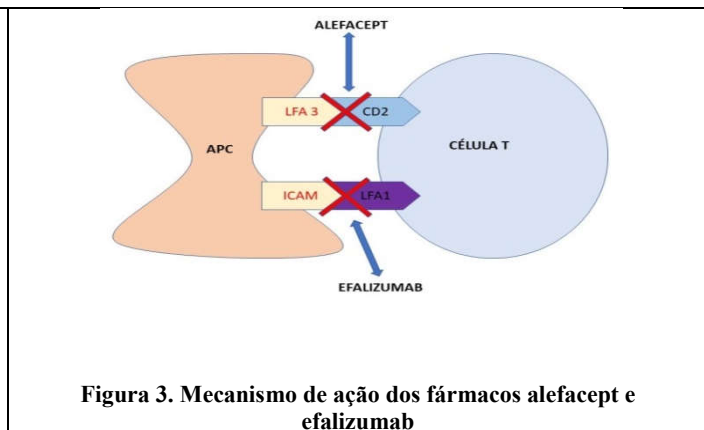 ALEFACEPT
LFA 3
CD2
APC
CÉLULA T
ICAM
LFA1
EFALIZUMAB
Figura 3. Mecanismo de ação dos fármacos alefacept e
efalizumab